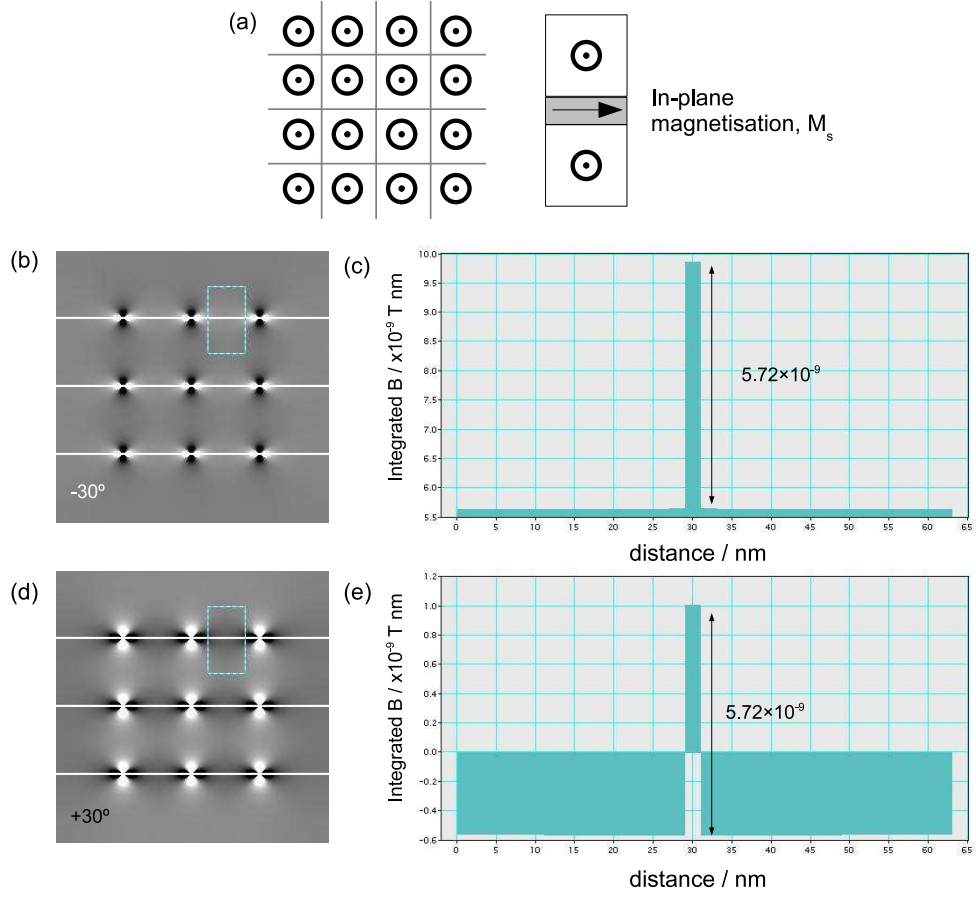 (a)
In-plane
magnetisation, Ms
(b)
-30º
(c)
Integrated B / x10-9 T nm
10.0
9.5
9.0
8.5
8.0
7.5
7.0
6.5
6.0
5.5
5.72×10-9
0 5 10 15 20 25 30 35 40 45 50 55 60 65
distance / nm
(d)
+30º
(e)
Integrated B / x10-9 T nm
1.2
1.0
0.8
0.6
0.4
0.2
0.0
-0.2
-0.4
-0.6
5.72×10-9
0 5 10 15 20 25 30 35 40 45 50 55 60 65
distance / nm